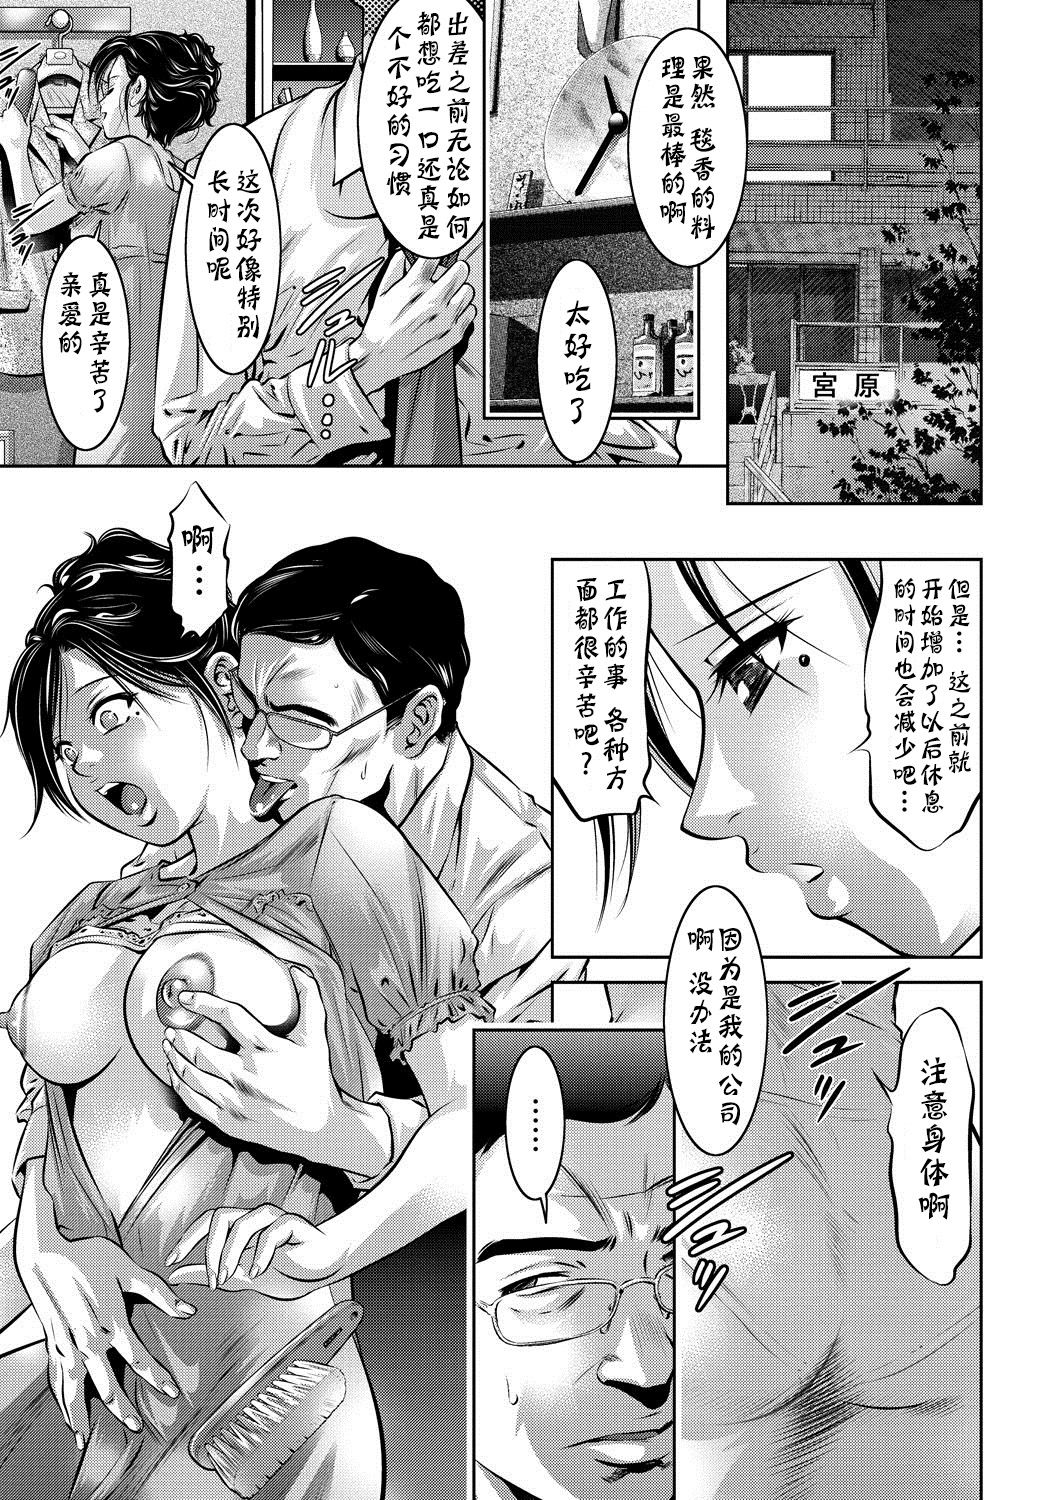 宮原
果然 毯香的料
理是最棒的啊
太好吃了
出差之前无论如何
都想吃一口还真是
个不好的习惯
这次好像特别
长时间呢
真是辛苦了
亲爱的
…
但是… 这之前就
开始增加了以后休息
的时间也会减少吧…
工作的事 各种方
面都很辛苦吧?
注意身体啊
因为是我的公司
啊 没办法
……
啊…